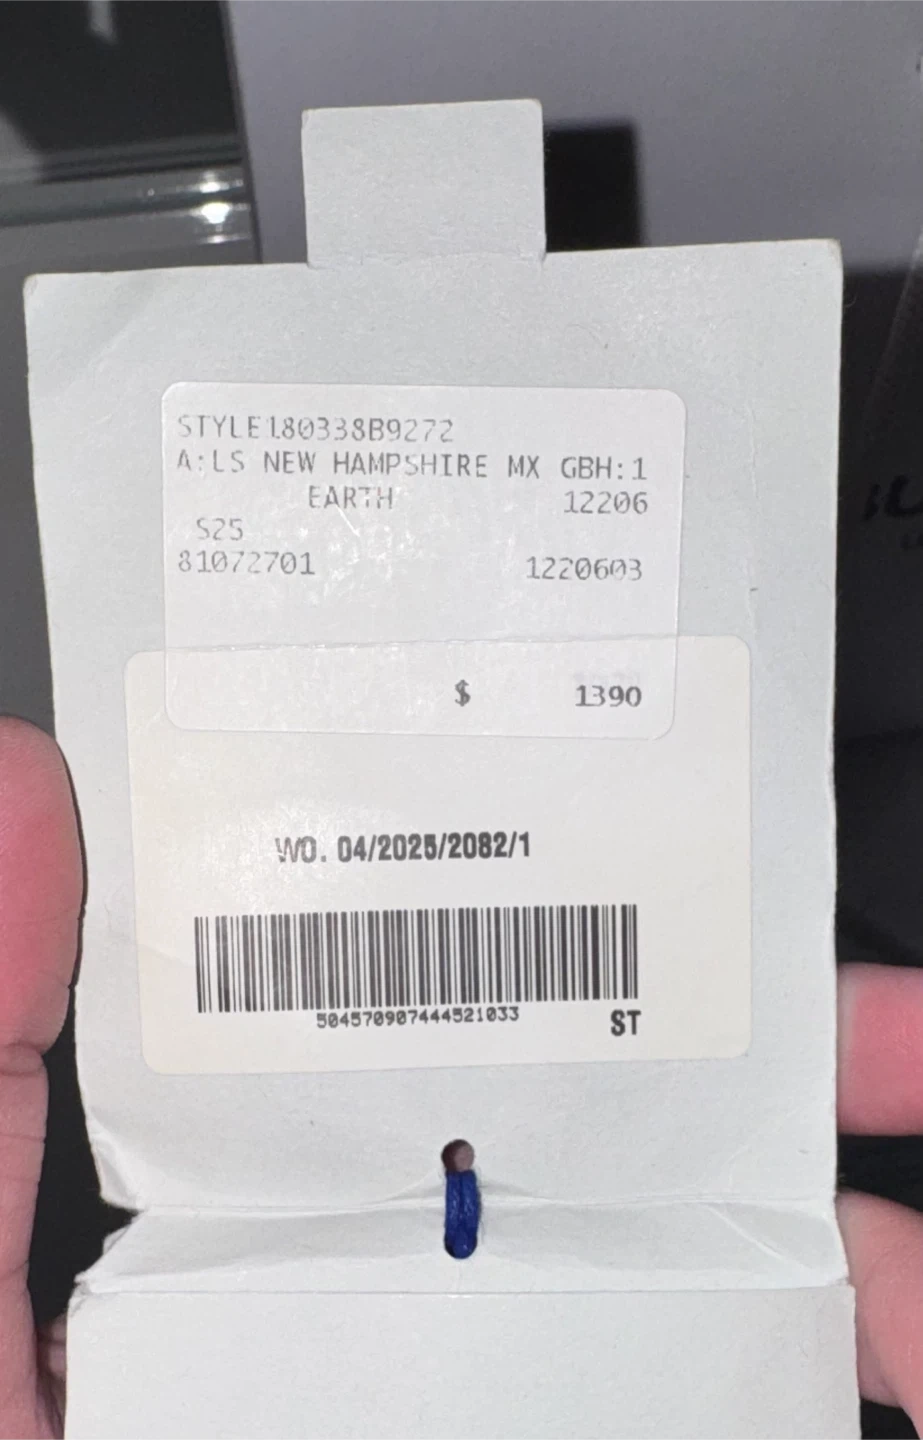 STYLE180338B9272
A:LS NEW HAMPSHIRE MX GBH:1
EARTH 12206
S25
81072701 1220603
$ 1390
WO. 04/2025/2082/1
504570907444521033
ST